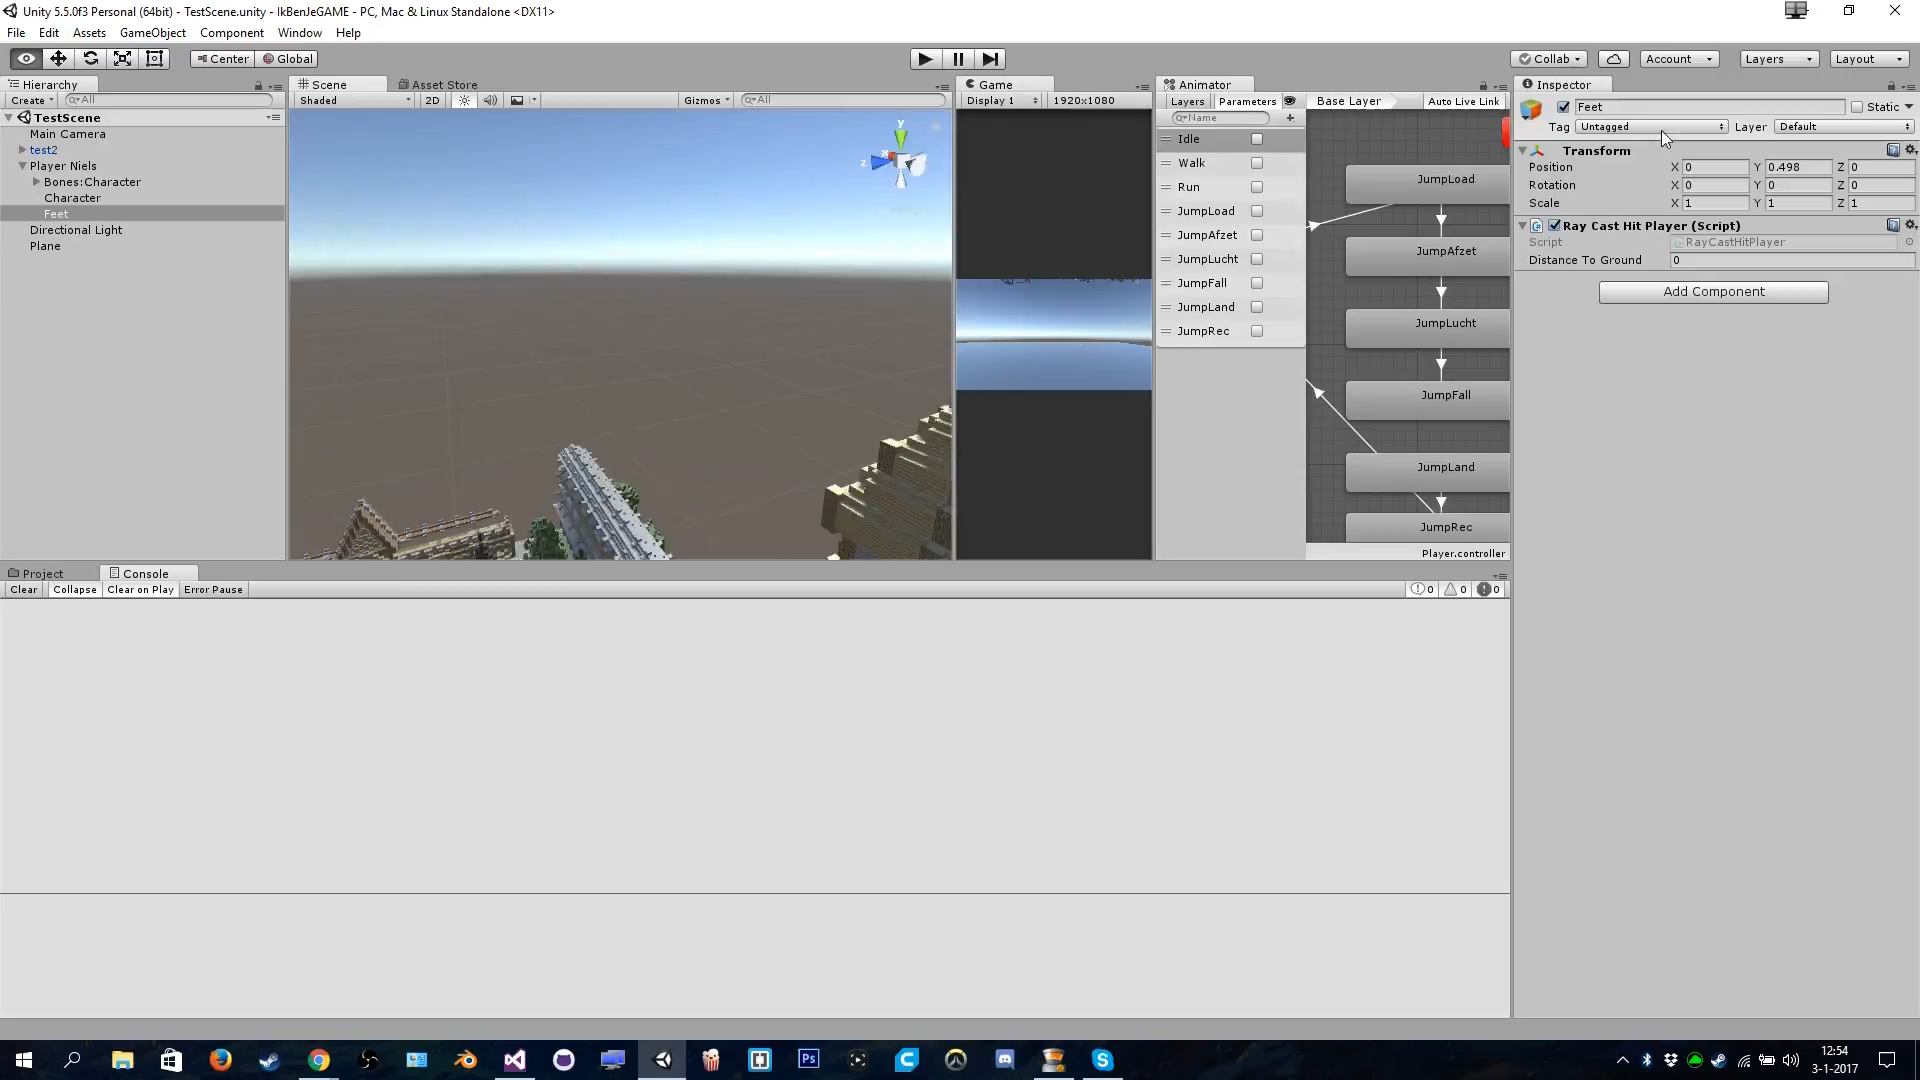 Unity 5.5.0f3 Personal (64bit) - TestScene.unity - IkBenJeGAME - PC, Mac & Linux Standalone <DX11>
File Edit Assets GameObject Component Window Help
Center Global Collab Account Layers Layout
Hierarchy
Create All
TestScene
Main Camera
test2
Player Niels
Bones:Character
Character
Feet
Directional Light
Plane
Scene Asset Store
Shaded 2D Gizmos All
y
z
Game
Display 1 1920x1080
Animator
Layers Parameters Base Layer Auto Live Link
Name
Idle
Walk
Run
JumpLoad
JumpAfzet
JumpLucht
JumpFall
JumpLand
JumpRec
JumpLoad
JumpAfzet
JumpLucht
JumpFall
JumpLand
JumpRec
Player.controller
Inspector
Feet Static
Tag Untagged Layer Default
Transform
Position X 0 Y 0.498 Z 0
Rotation X 0 Y 0 Z 0
Scale X 1 Y 1 Z 1
Ray Cast Hit Player (Script)
Script RayCastHitPlayer
Distance To Ground 0
Add Component
Project Console
Clear Collapse Clear on Play Error Pause 0 0 0
Ps
12:54
3-1-2017